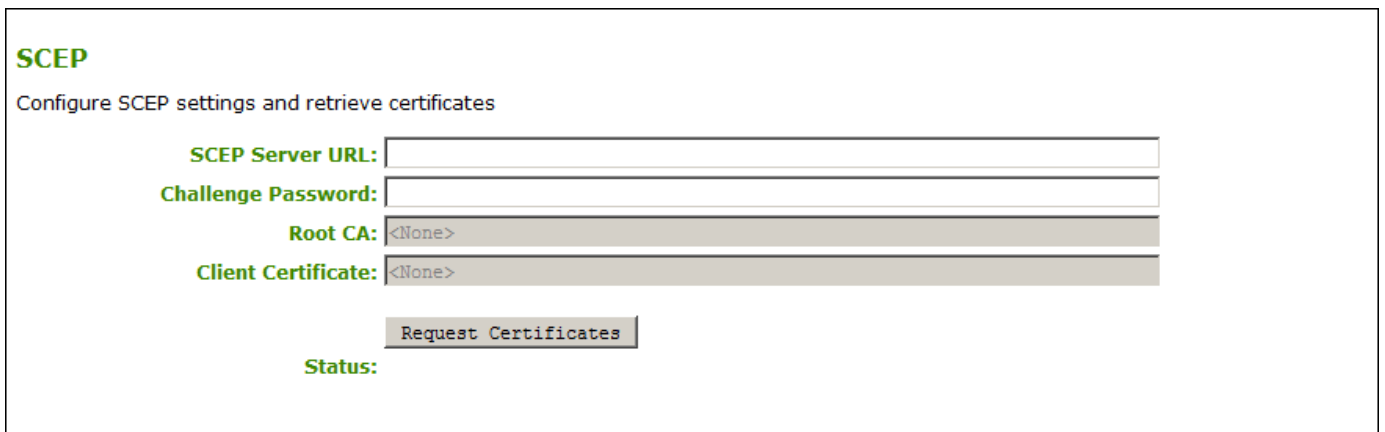 SCEP
Configure SCEP settings and retrieve certificates
SCEP Server URL:
Challenge Password:
Root CA: <None>
Client Certificate: <None>
Request Certificates
Status: